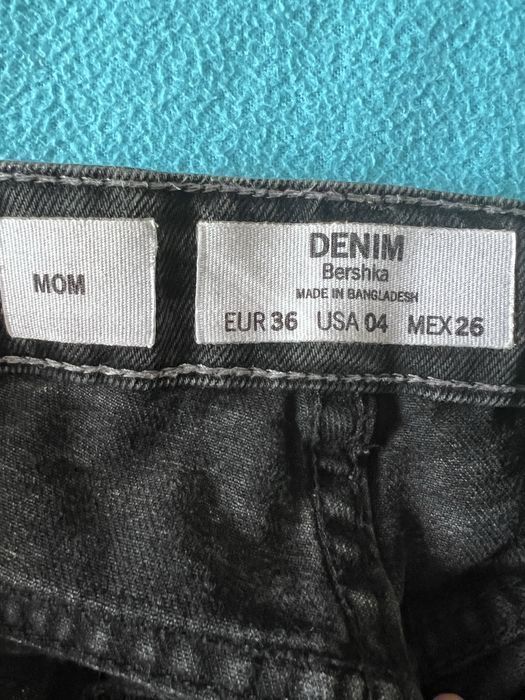 MOM
DENIM
Bershka
MADE IN BANGLADESH
EUR 36 USA 04 MEX 26